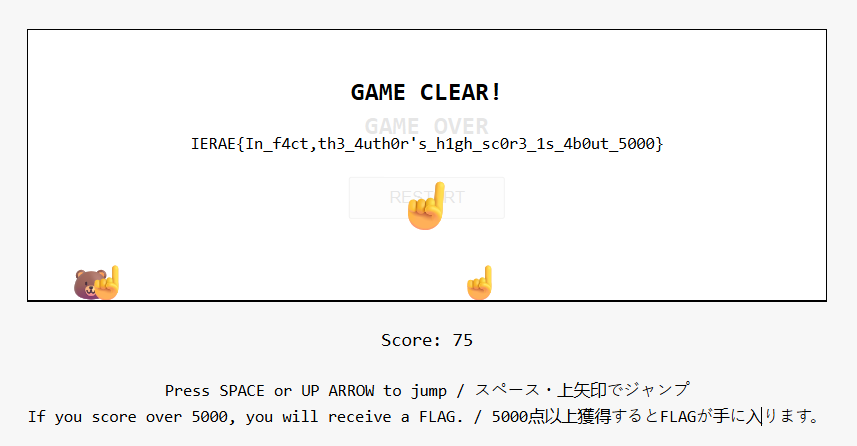 GAME CLEAR!
GAME OVER
IERAE{In_f4ct,th3_4uth0r's_h1gh_sc0r3_1s_4b0ut_5000}
RESTART
Score: 75
Press SPACE or UP ARROW to jump / スペース・上矢印でジャンプ
If you score over 5000, you will receive a FLAG. / 5000点以上獲得するとFLAGが手に入ります。